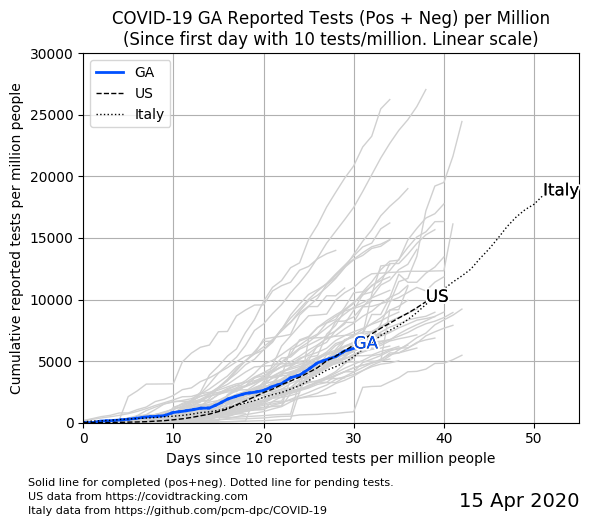 COVID-19 GA Reported Tests (Pos + Neg) per Million
(Since first day with 10 tests/million. Linear scale)
Cumulative reported tests per million people
30000
25000
20000
15000
10000
5000
0
GA
US
Italy
Italy
US
GA
0 10 20 30 40 50
Days since 10 reported tests per million people
Solid line for completed (pos+neg). Dotted line for pending tests.
US data from https://covidtracking.com
Italy data from https://github.com/pcm-dpc/COVID-19
15 Apr 2020